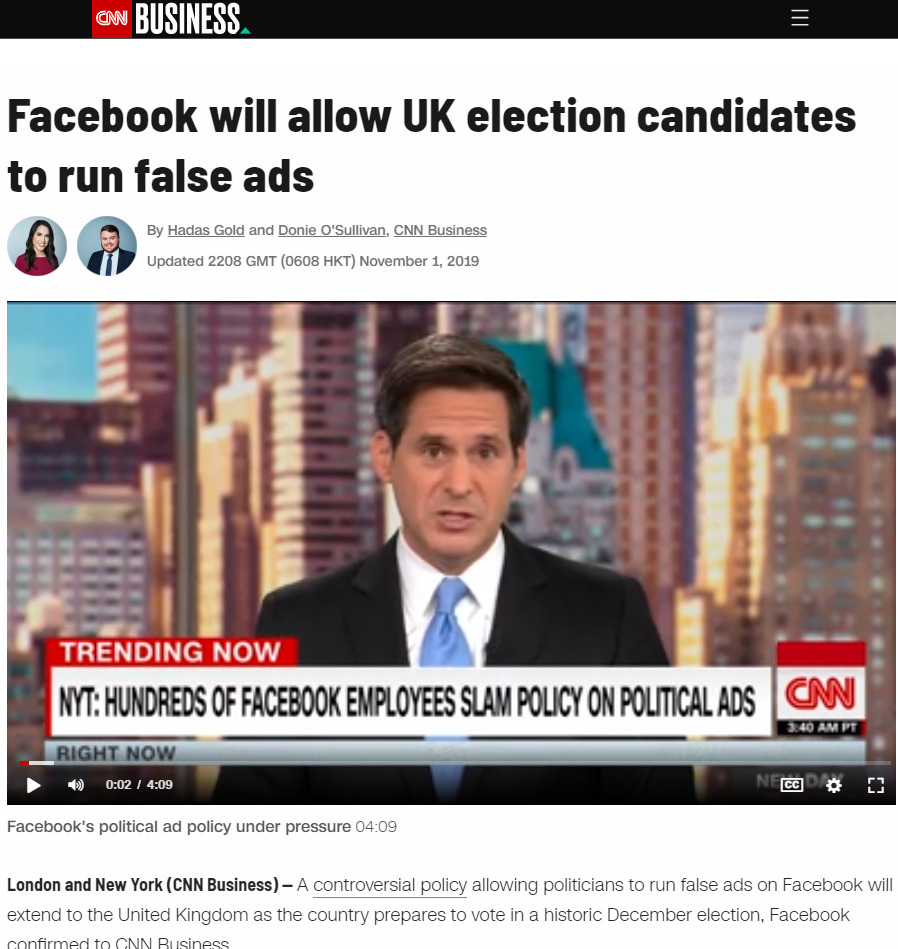 CNN BUSINESS
Facebook will allow UK election candidates
to run false ads
By Hadas Gold and Donie O'Sullivan, CNN Business
Updated 2208 GMT (0608 HKT) November 1, 2019
TRENDING NOW
NYT: HUNDREDS OF FACEBOOK EMPLOYEES SLAM POLICY ON POLITICAL ADS
CNN
3:40 AM PT
RIGHT NOW
NEW DAY
0:02 / 4:09
CC
Facebook's political ad policy under pressure 04:09
London and New York (CNN Business) — A controversial policy allowing politicians to run false ads on Facebook will
extend to the United Kingdom as the country prepares to vote in a historic December election, Facebook
confirmed to CNN Business